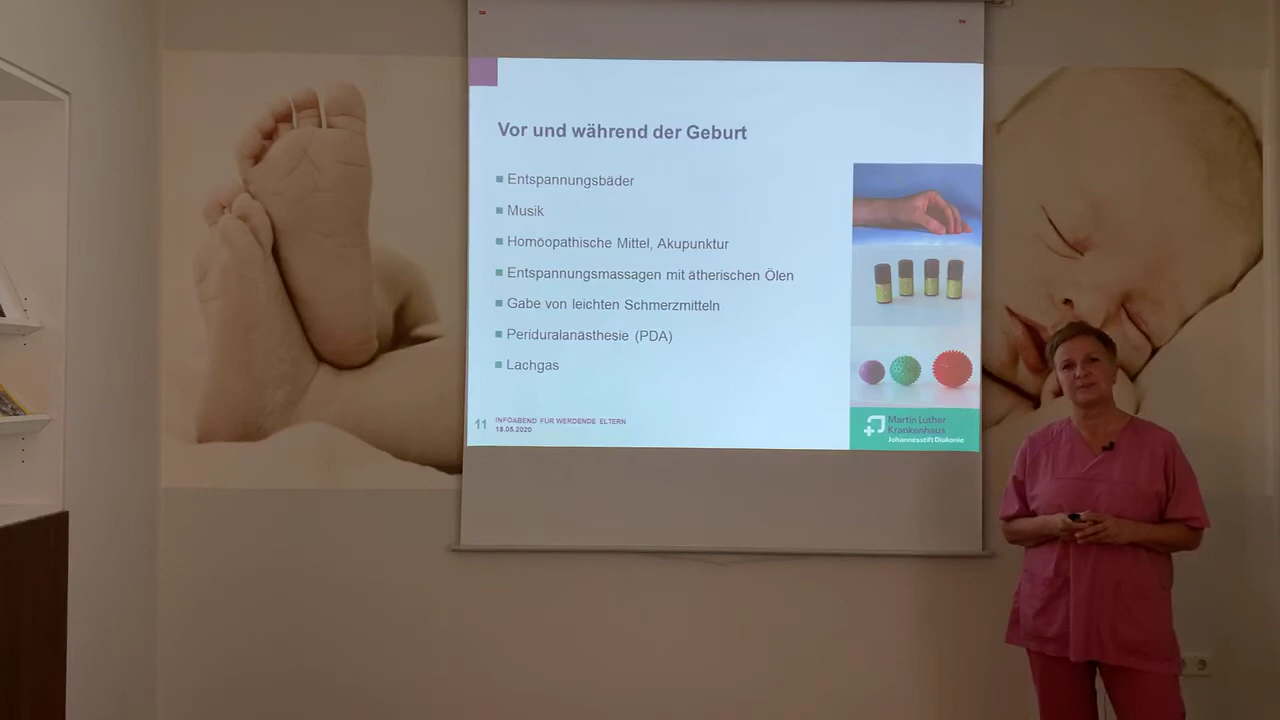 Vor und während der Geburt
Entspannungsbäder
Musik
Homöopathische Mittel, Akupunktur
Entspannungsmassagen mit ätherischen Ölen
Gabe von leichten Schmerzmitteln
Periduralanästhesie (PDA)
Lachgas
11
INFOABEND FÜR WERDENDE ELTERN
18.05.2020
Martin Luther
Krankenhaus
Johannesstift Diakonie